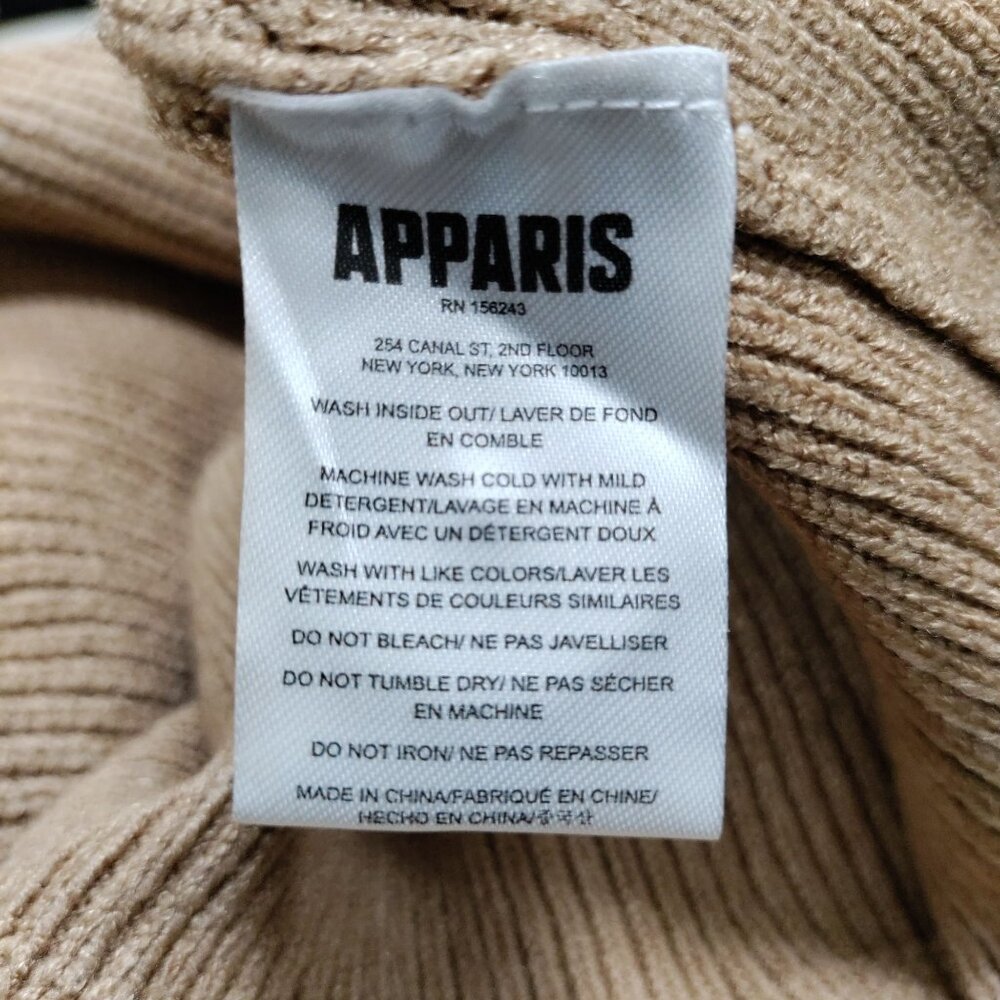 APPARIS
RN 156243
254 CANAL ST, 2ND FLOOR
NEW YORK, NEW YORK 10013
WASH INSIDE OUT/ LAVER DE FOND
EN COMBLE
MACHINE WASH COLD WITH MILD
DETERGENT/LAVAGE EN MACHINE À
FROID AVEC UN DÉTERGENT DOUX
WASH WITH LIKE COLORS/LAVER LES
VÊTEMENTS DE COULEURS SIMILAIRES
DO NOT BLEACH/ NE PAS JAVELLISER
DO NOT TUMBLE DRY/ NE PAS SÉCHER
EN MACHINE
DO NOT IRON/ NE PAS REPASSER
MADE IN CHINA/FABRIQUÉ EN CHINE/
HECHO EN CHINA/중국산